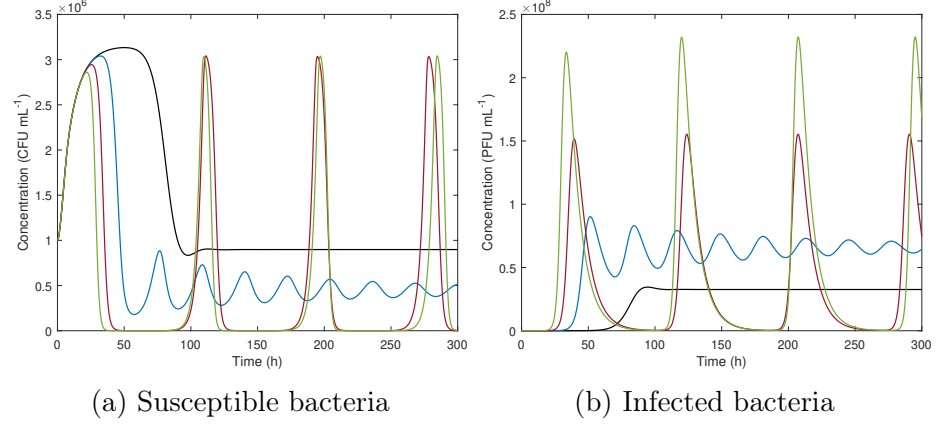 ×10⁶
3.5
3
2.5
2
1.5
1
0.5
0
0 50 100 150 200 250 300
Time (h)
Concentration (CFU mL⁻¹)
(a) Susceptible bacteria
×10⁸
2.5
2
1.5
1
0.5
0
0 50 100 150 200 250 300
Time (h)
Concentration (PFU mL⁻¹)
(b) Infected bacteria